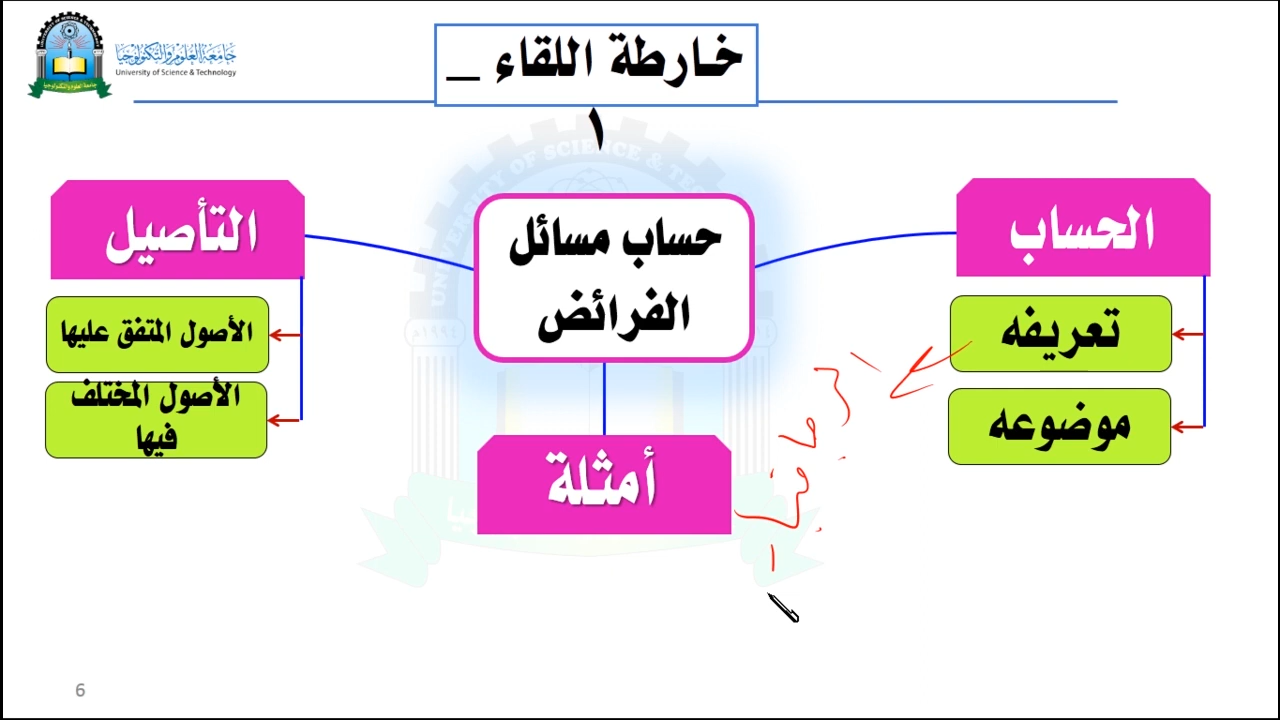 جامعة العلوم والتكنولوجيا
University of Science & Technology
خارطة اللقاء _
١
حساب مسائل
الفرائض
الحساب
تعريفه
موضوعه
التأصيل
الأصول المتفق عليها
الأصول المختلف
فيها
أمثلة
6